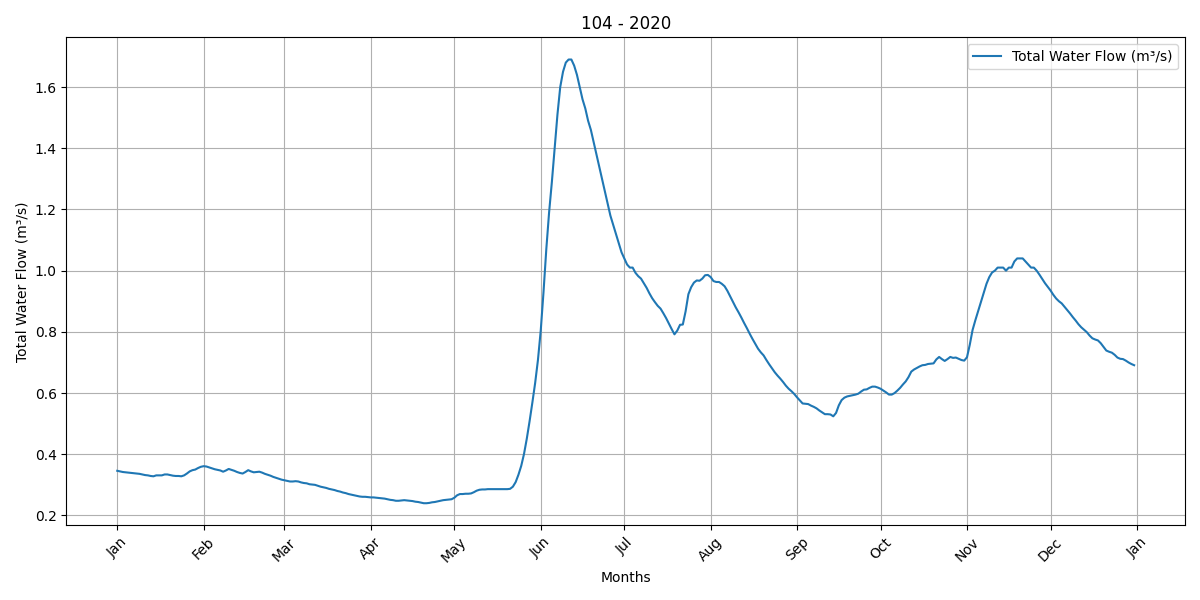 104 - 2020
Total Water Flow (m³/s)
Total Water Flow (m³/s)
1.6
1.4
1.2
1.0
0.8
0.6
0.4
0.2
Jan Feb Mar Apr May Jun Jul Aug Sep Oct Nov Dec Jan
Months